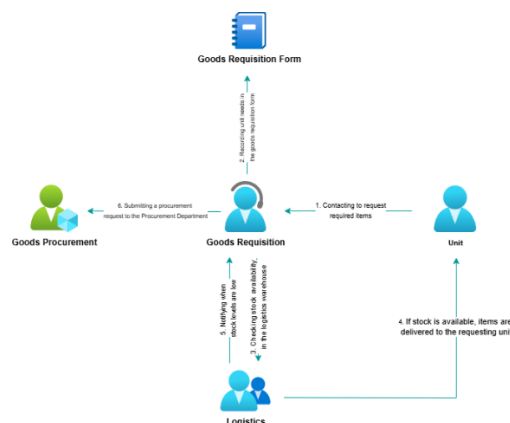 Goods Requisition Form
2. Recording unit needs in
the goods requisition form
6. Submitting a procurement
request to the Procurement Department
1. Contacting to request
required items
Goods Procurement
Goods Requisition
Unit
5. Notifying when
stock levels are low
3. Checking stock availability,
in the logistics warehouse
4. If stock is available, items are
delivered to the requesting unit
Logistics